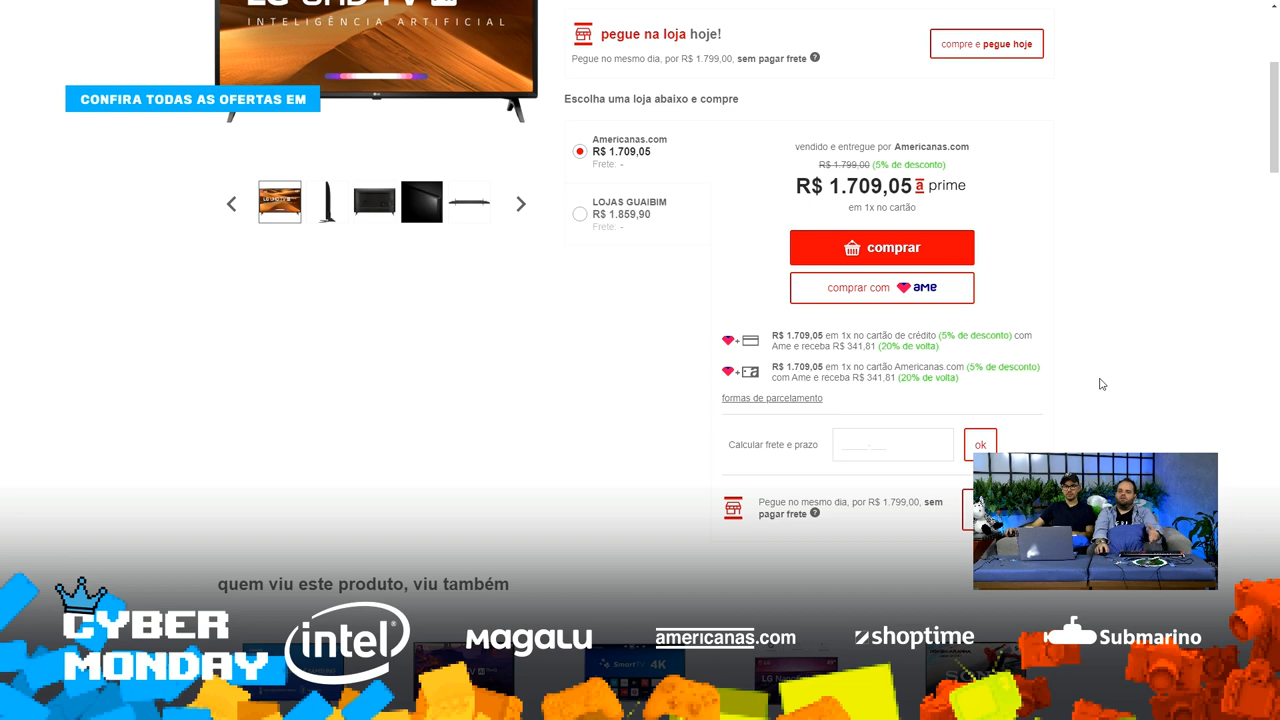 LG UHD TV AI
INTELIGÊNCIA ARTIFICIAL
CONFIRA TODAS AS OFERTAS EM
pegue na loja hoje!
Pegue no mesmo dia, por R$ 1.799,00, sem pagar frete ?
compre e pegue hoje
Escolha uma loja abaixo e compre
Americanas.com
R$ 1.709,05
Frete: -
LOJAS GUAIBIM
R$ 1.859,90
Frete: -
vendido e entregue por Americanas.com
R$ 1.799,00 (5% de desconto)
R$ 1.709,05 a prime
em 1x no cartão
comprar
comprar com ame
R$ 1.709,05 em 1x no cartão de crédito (5% de desconto) com
Ame e receba R$ 341,81 (20% de volta)
R$ 1.709,05 em 1x no cartão Americanas.com (5% de desconto)
com Ame e receba R$ 341,81 (20% de volta)
formas de parcelamento
Calcular frete e prazo
ok
Pegue no mesmo dia, por R$ 1.799,00, sem
pagar frete ?
quem viu este produto, viu também
CYBER
MONDAY
intel
Magalu
americanas.com
shoptime
Submarino
SmartTV 4K